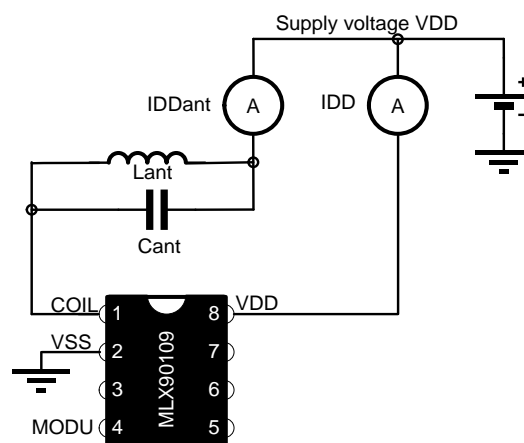 Supply voltage VDD
IDDant
A
IDD
A
+
-
Lant
Cant
COIL
1
8
VDD
VSS
2
7
3
6
MODU
4
5
MLX90109